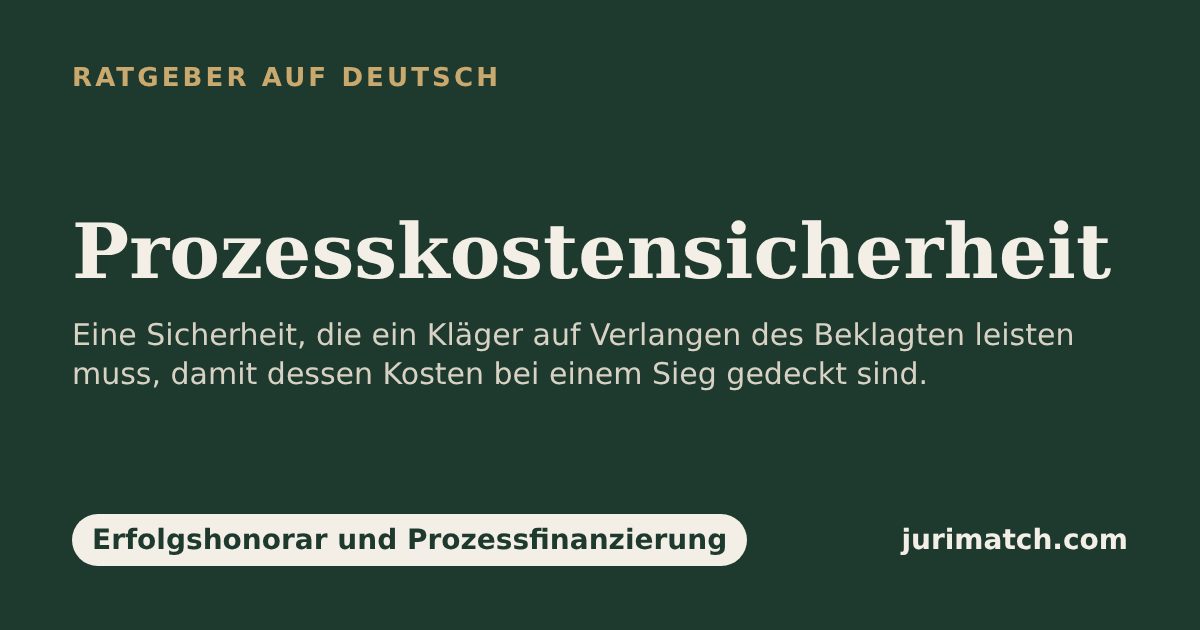 RATGEBER AUF DEUTSCH
Prozesskostensicherheit
Eine Sicherheit, die ein Kläger auf Verlangen des Beklagten leisten
muss, damit dessen Kosten bei einem Sieg gedeckt sind.
Erfolgshonorar und Prozessfinanzierung
jurimatch.com